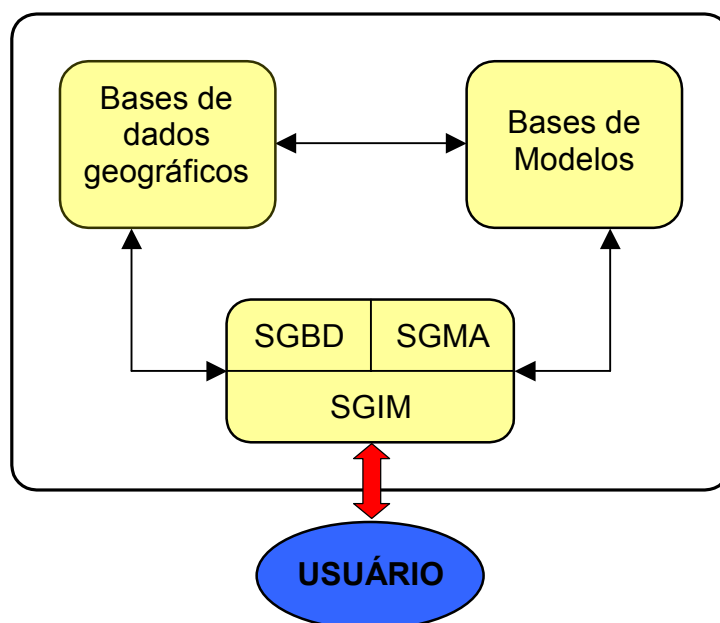 Bases de
dados
geográficos
Bases de
Modelos
SGBD
SGMA
SGIM
USUÁRIO